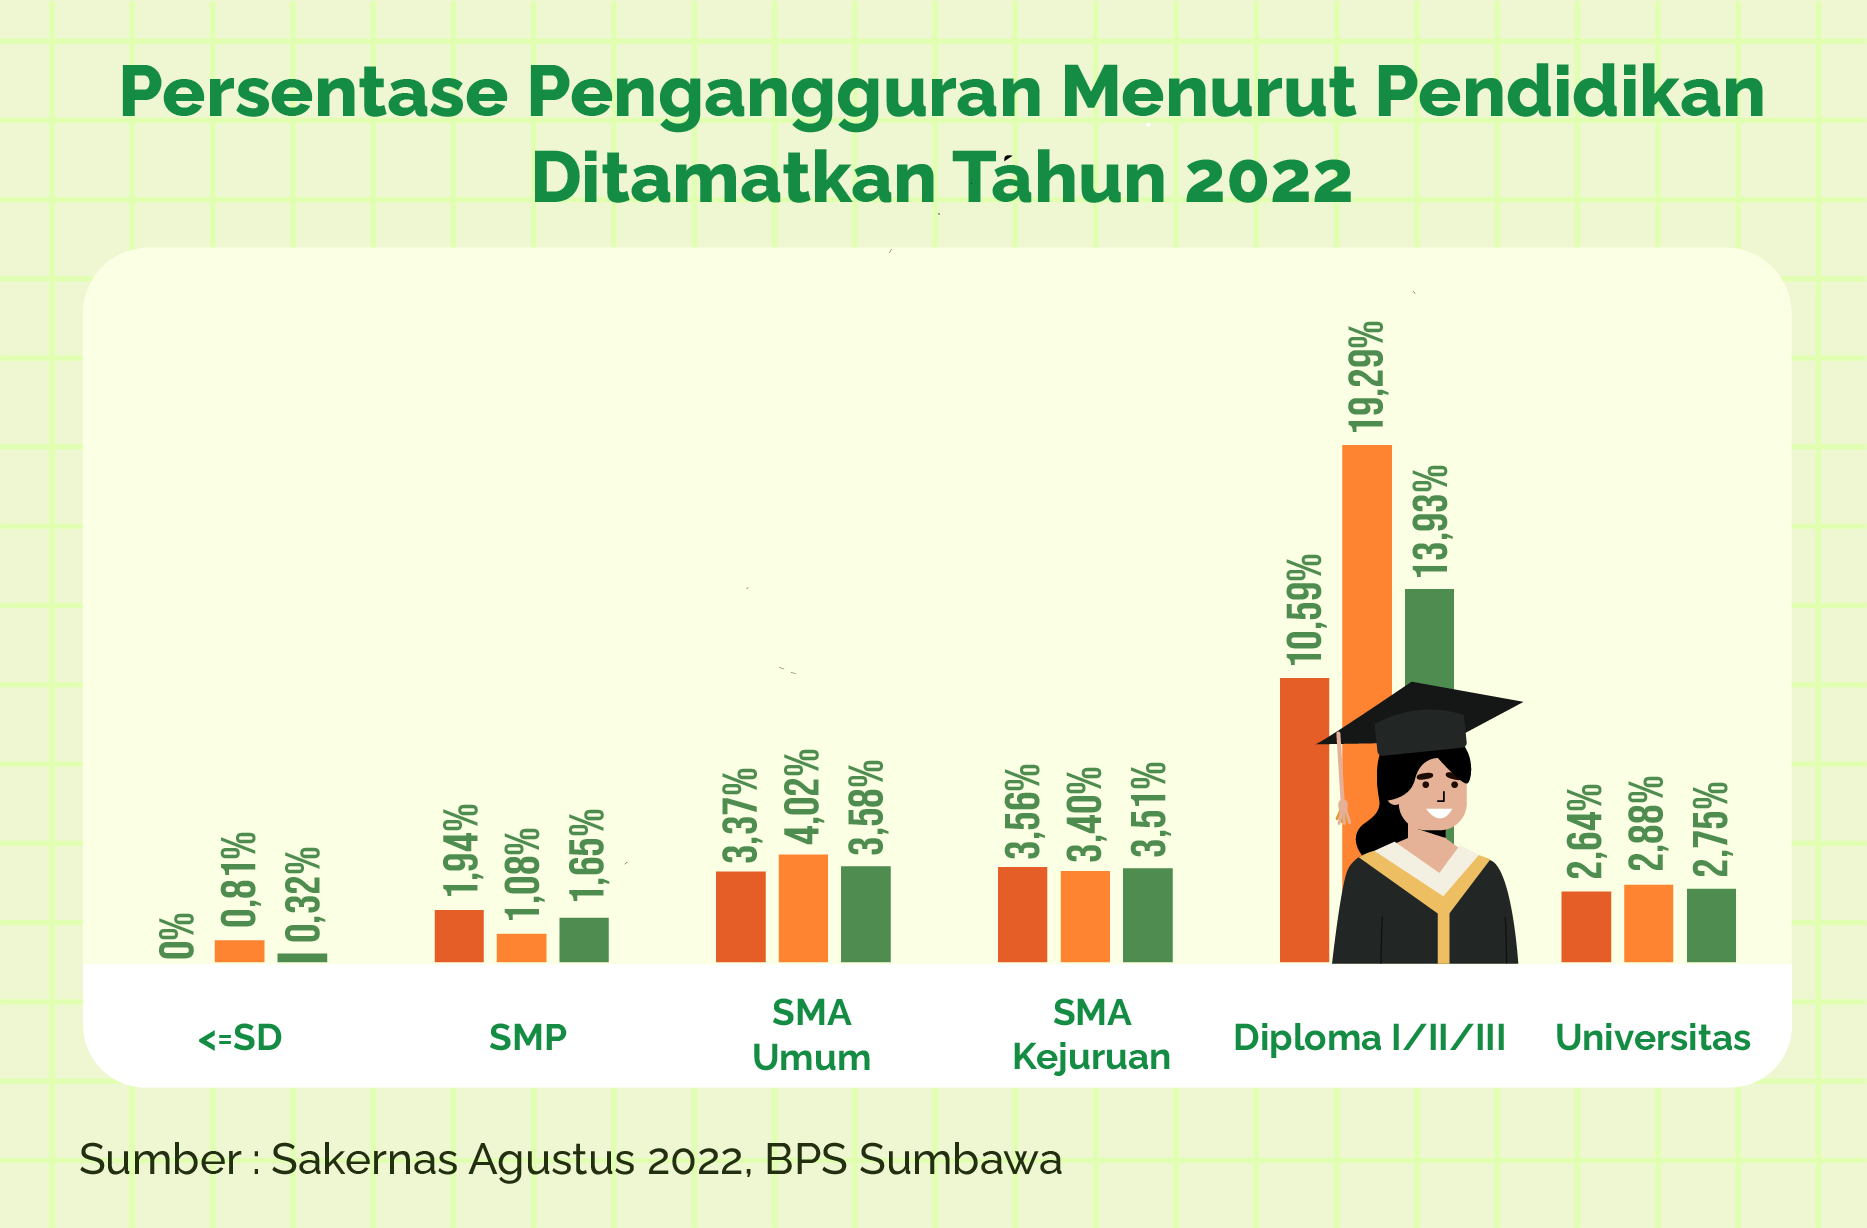 Persentase Pengangguran Menurut Pendidikan
Ditamatkan Tahun 2022
0%
0,81%
0,32%
1,94%
1,08%
1,65%
3,37%
4,02%
3,58%
3,56%
3,40%
3,51%
10,59%
19,29%
13,93%
2,64%
2,88%
2,75%
<=SD
SMP
SMA
Umum
SMA
Kejuruan
Diploma I/II/III
Universitas
Sumber : Sakernas Agustus 2022, BPS Sumbawa